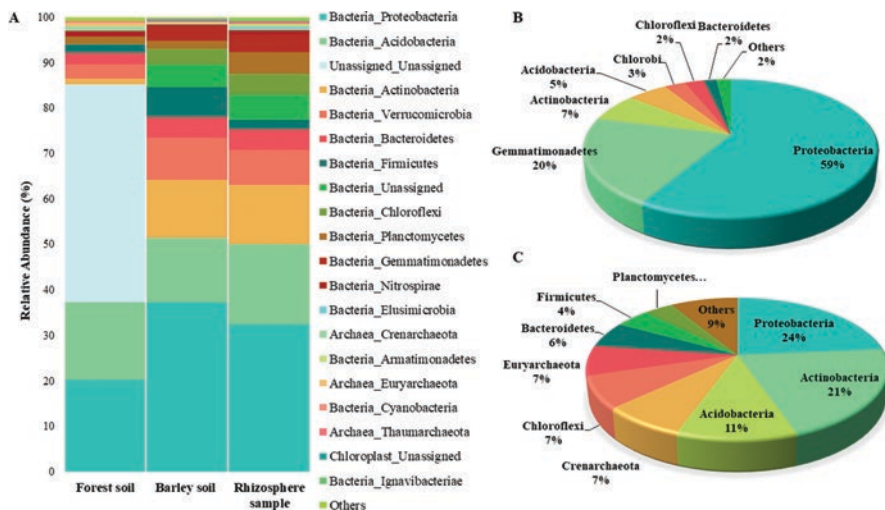 A
Relative Abundance (%)
100
90
80
70
60
50
40
30
20
10
0
Forest soil
Barley soil
Rhizosphere
sample
Bacteria_Proteobacteria
Bacteria_Acidobacteria
Unassigned_Unassigned
Bacteria_Actinobacteria
Bacteria_Verrucomicrobia
Bacteria_Bacteroidetes
Bacteria_Firmicutes
Bacteria_Unassigned
Bacteria_Chloroflexi
Bacteria_Planctomycetes
Bacteria_Gemmatimonadetes
Bacteria_Nitrospirae
Bacteria_Elusimicrobia
Archaea_Crenarchaeota
Bacteria_Armatimonadetes
Archaea_Euryarchaeota
Bacteria_Cyanobacteria
Archaea_Thaumarchaeota
Chloroplast_Unassigned
Bacteria_Ignavibacteriae
Others
B
Chloroflexi
2%
Bacteroidetes
2%
Others
2%
Chlorobi
3%
Acidobacteria
5%
Actinobacteria
7%
Gemmatimonadetes
20%
Proteobacteria
59%
C
Planctomycetes...
Firmicutes
4%
Others
9%
Bacteroidetes
6%
Proteobacteria
24%
Euryarchaeota
7%
Actinobacteria
21%
Chloroflexi
7%
Acidobacteria
11%
Crenarchaeota
7%